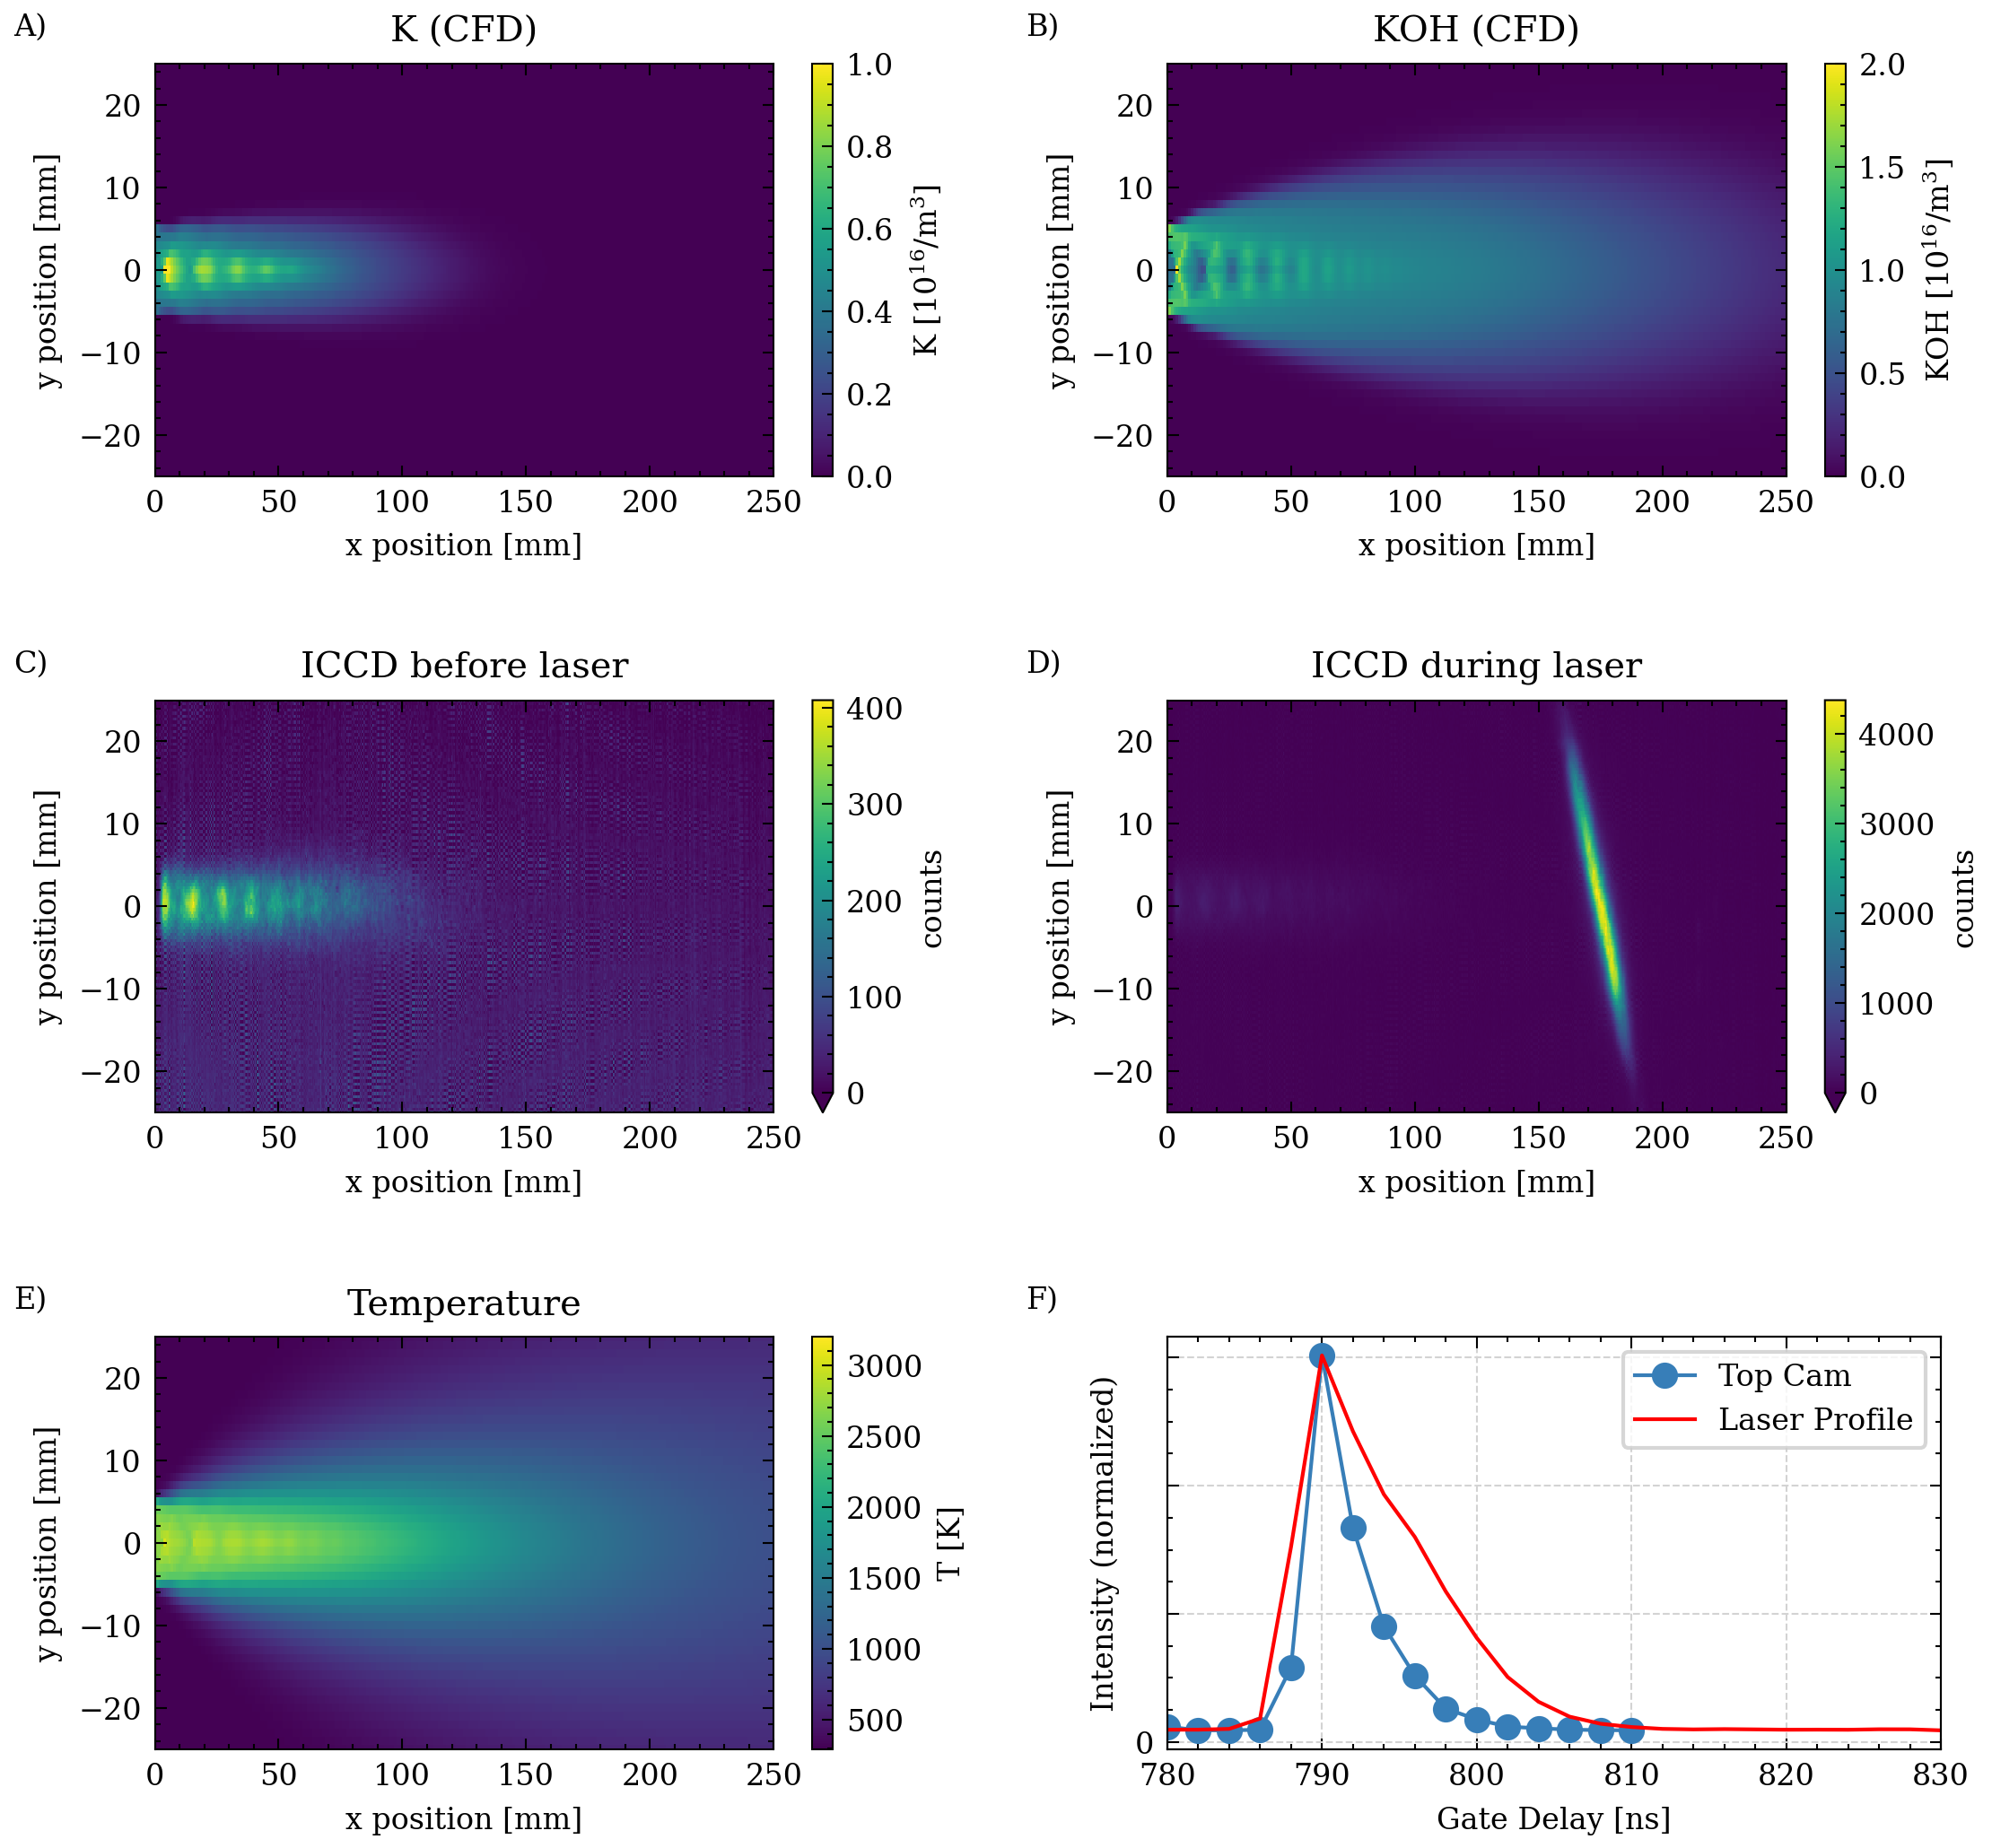 A)
K (CFD)
20
10
0
−10
−20
y position [mm]
0 50 100 150 200 250
x position [mm]
1.0
0.8
0.6
0.4
0.2
0.0
K [10^16/m^3]
B)
KOH (CFD)
20
10
0
−10
−20
y position [mm]
0 50 100 150 200 250
x position [mm]
2.0
1.5
1.0
0.5
0.0
KOH [10^16/m^3]
C)
ICCD before laser
20
10
0
−10
−20
y position [mm]
0 50 100 150 200 250
x position [mm]
400
300
200
100
0
counts
D)
ICCD during laser
20
10
0
−10
−20
y position [mm]
0 50 100 150 200 250
x position [mm]
4000
3000
2000
1000
0
counts
E)
Temperature
20
10
0
−10
−20
y position [mm]
0 50 100 150 200 250
x position [mm]
3000
2500
2000
1500
1000
500
T [K]
F)
Top Cam
Laser Profile
Intensity (normalized)
0
780 790 800 810 820 830
Gate Delay [ns]